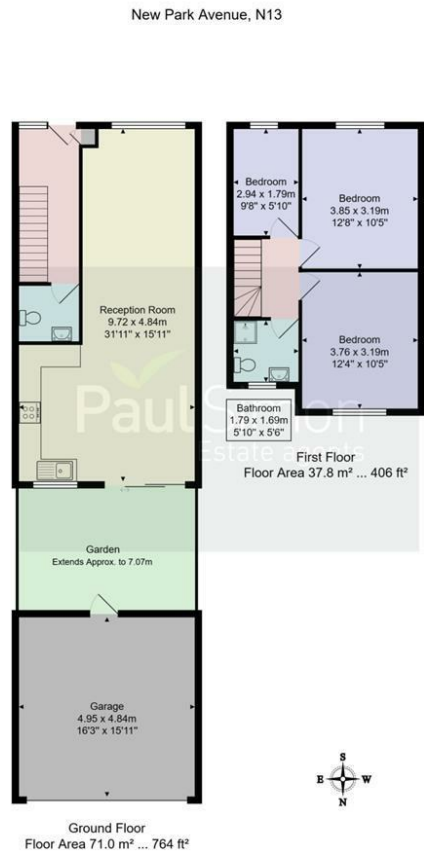 New Park Avenue, N13
Bedroom
2.94 x 1.79m
9'8" x 5'10"
Bedroom
3.85 x 3.19m
12'8" x 10'5"
Reception Room
9.72 x 4.84m
31'11" x 15'11"
Bedroom
3.76 x 3.19m
12'4" x 10'5"
Bathroom
1.79 x 1.69m
5'10" x 5'6"
First Floor
Floor Area 37.8 m² ... 406 ft²
Garden
Extends Approx. to 7.07m
Garage
4.95 x 4.84m
16'3" x 15'11"
S
E W
N
Ground Floor
Floor Area 71.0 m² ... 764 ft²
Estate agents